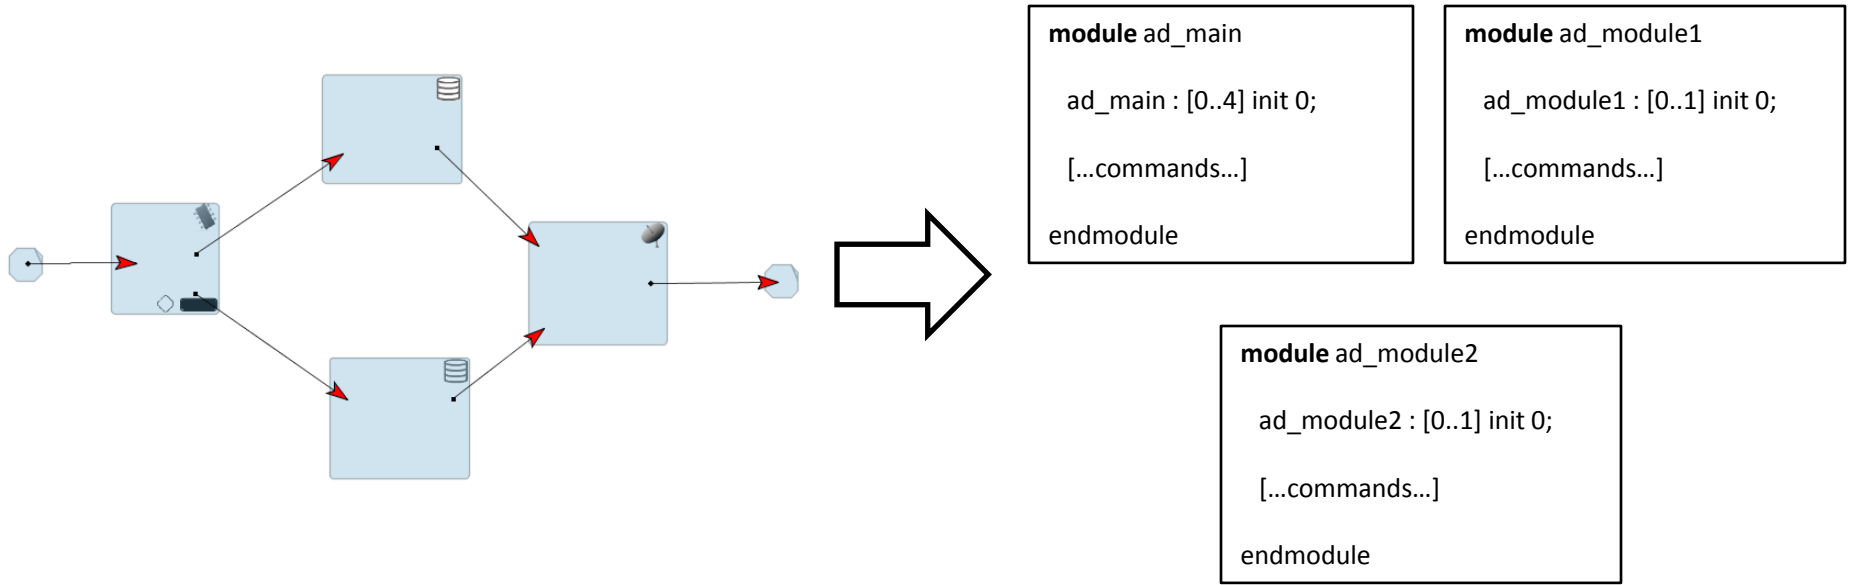 module ad_main
ad_main : [0..4] init 0;
[...commands...]
endmodule
module ad_module1
ad_module1 : [0..1] init 0;
[...commands...]
endmodule
module ad_module2
ad_module2 : [0..1] init 0;
[...commands...]
endmodule